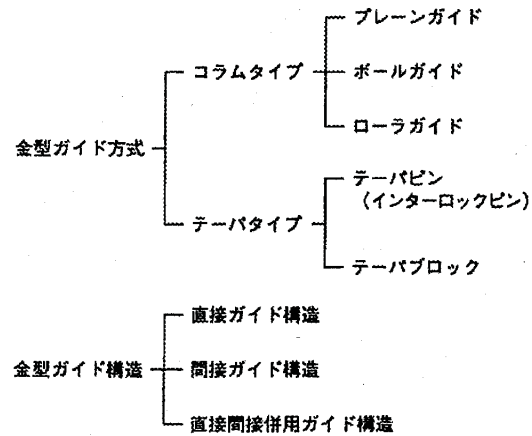 プレーンガイド
コラムタイプ
ボールガイド
ローラガイド
金型ガイド方式
テーパピン
（インターロックピン）
テーパタイプ
テーパブロック
直接ガイド構造
金型ガイド構造
間接ガイド構造
直接間接併用ガイド構造